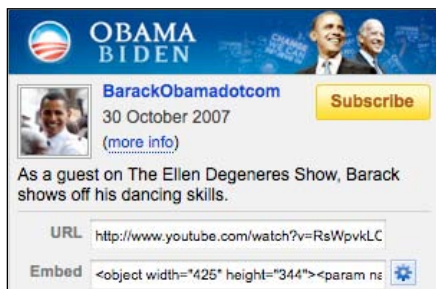 OBAMA
BIDEN
CHANGE
BarackObamadotcom
30 October 2007
(more info)
Subscribe
As a guest on The Ellen Degeneres Show, Barack
shows off his dancing skills.
URL http://www.youtube.com/watch?v=RsWpvkLC
Embed <object width="425" height="344"><param na